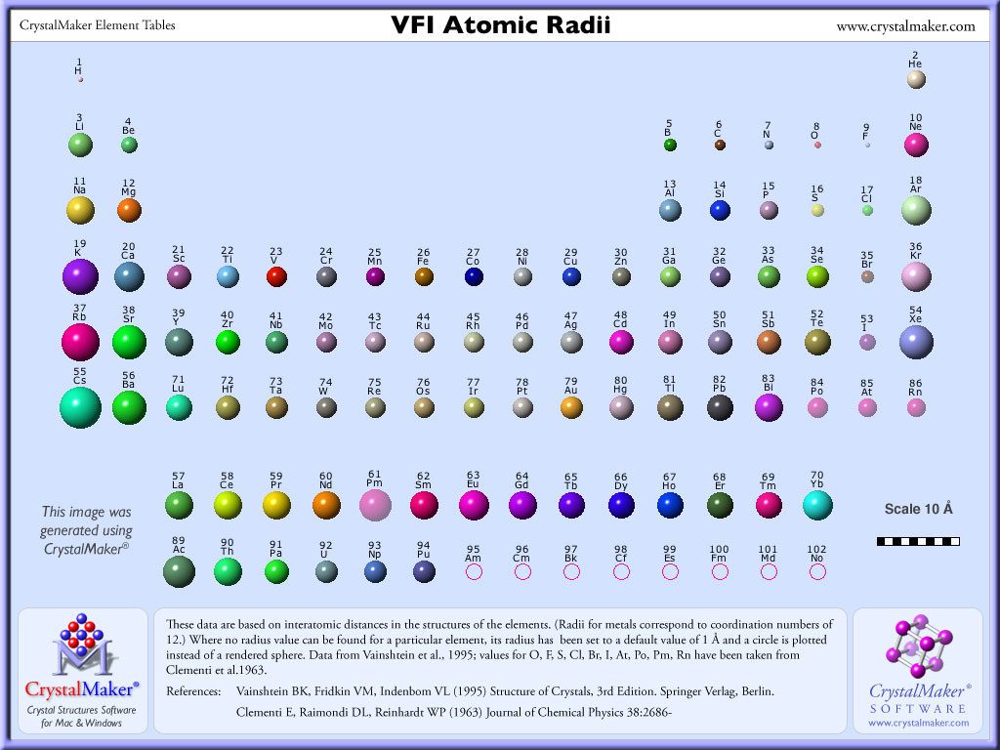 CrystalMaker Element Tables
VFI Atomic Radii
www.crystalmaker.com
1 2
H He
3 4 5 6 7 8 9 10
Li Be B C N O F Ne
11 12 13 14 15 16 17 18
Na Mg Al Si P S Cl Ar
19 20 21 22 23 24 25 26 27 28 29 30 31 32 33 34 35 36
K Ca Sc Ti V Cr Mn Fe Co Ni Cu Zn Ga Ge As Se Br Kr
37 38 39 40 41 42 43 44 45 46 47 48 49 50 51 52 53 54
Rb Sr Y Zr Nb Mo Tc Ru Rh Pd Ag Cd In Sn Sb Te I Xe
55 56 71 72 73 74 75 76 77 78 79 80 81 82 83 84 85 86
Cs Ba Lu Hf Ta W Re Os Ir Pt Au Hg Tl Pb Bi Po At Rn
57 58 59 60 61 62 63 64 65 66 67 68 69 70
La Ce Pr Nd Pm Sm Eu Gd Tb Dy Ho Er Tm Yb
89 90 91 92 93 94 95 96 97 98 99 100 101 102
Ac Th Pa U Np Pu Am Cm Bk Cf Es Fm Md No
This image was
generated using
CrystalMaker®
Scale 10 Å
CrystalMaker®
Crystal Structures Software
for Mac & Windows
These data are based on interatomic distances in the structures of the elements. (Radii for metals correspond to coordination numbers of
12.) Where no radius value can be found for a particular element, its radius has been set to a default value of 1 Å and a circle is plotted
instead of a rendered sphere. Data from Vainshtein et al., 1995; values for O, F, S, Cl, Br, I, At, Po, Pm, Rn have been taken from
Clementi et al.1963.
References: Vainshtein BK, Fridkin VM, Indenbom VL (1995) Structure of Crystals, 3rd Edition. Springer Verlag, Berlin.
Clementi E, Raimondi DL, Reinhardt WP (1963) Journal of Chemical Physics 38:2686-
CrystalMaker®
SOFTWARE
www.crystalmaker.com